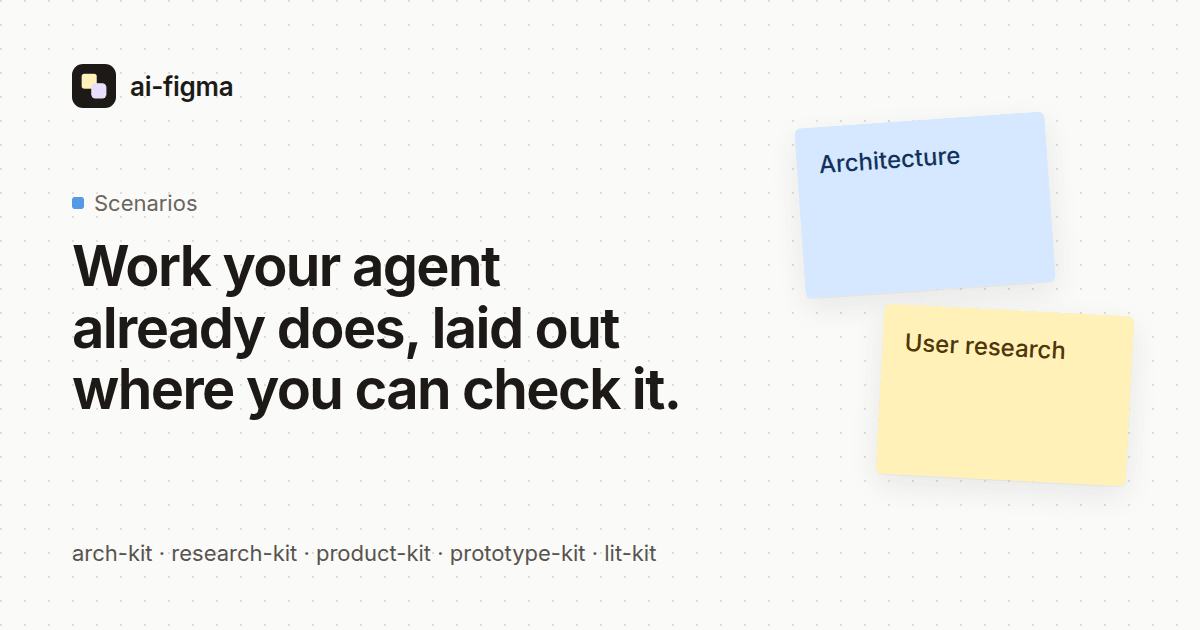 ai-figma
Scenarios
Work your agent
already does, laid out
where you can check it.
arch-kit · research-kit · product-kit · prototype-kit · lit-kit
Architecture
User research